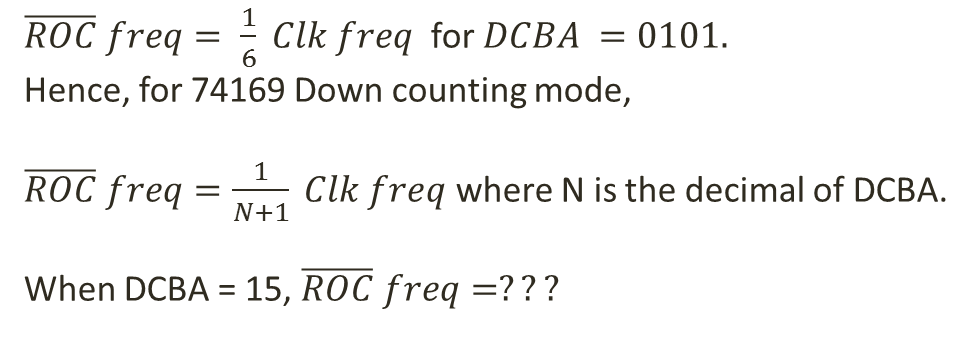 $\overline{ROC}\ freq = \frac{1}{6}\ Clk\ freq$ for $DCBA = 0101.$
Hence, for 74169 Down counting mode,
$\overline{ROC}\ freq = \frac{1}{N+1}\ Clk\ freq$ where N is the decimal of DCBA.
When DCBA = 15, $\overline{ROC}\ freq =???$